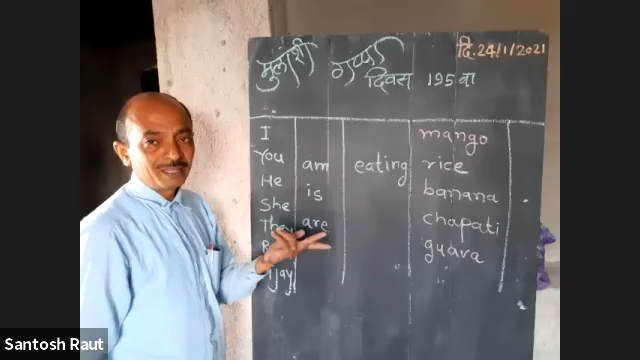 मुलांशी गप्पा दि. 24/1/2021
दिवस 195 वा
I mango
You am eating rice
He is banana
She are chapati
They guava
Santosh Raut